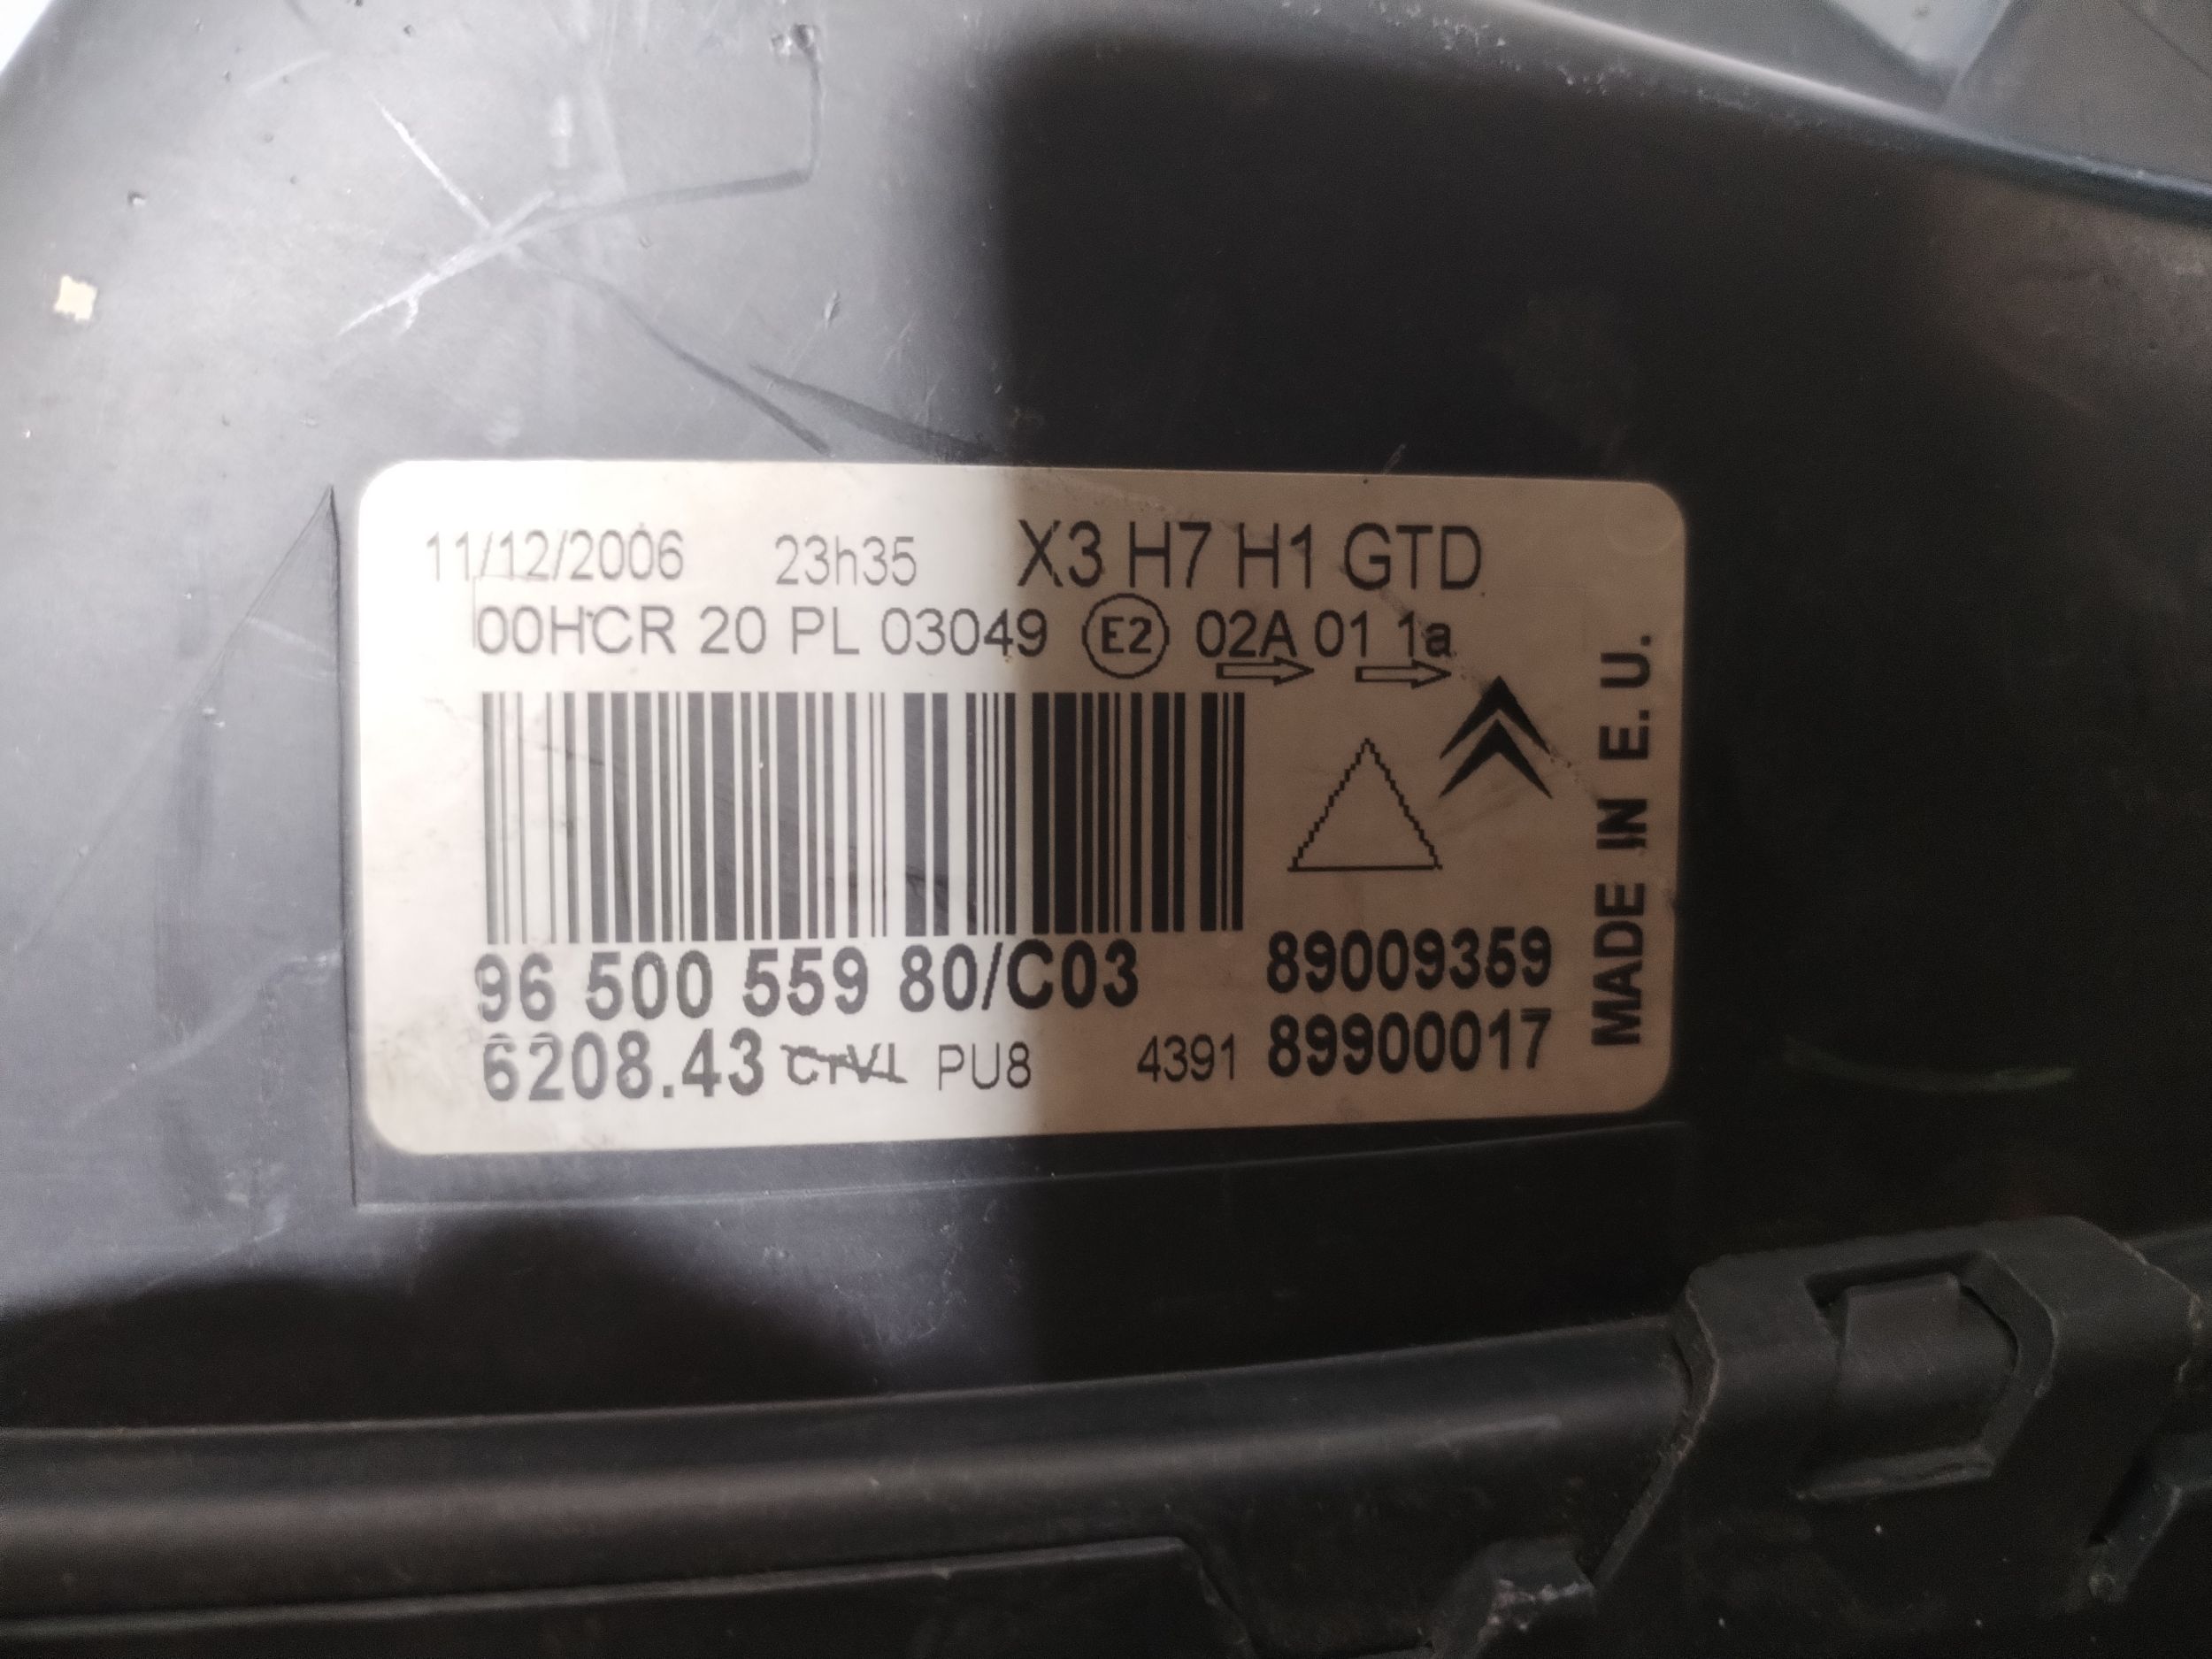 11/12/2006 23h35 X3 H7 H1 GTD
00HCR 20 PL 03049 E2 02A 01 1a
96 500 559 80/C03 89009359
6208.43 PU8 4391 89900017
MADE IN E. U.